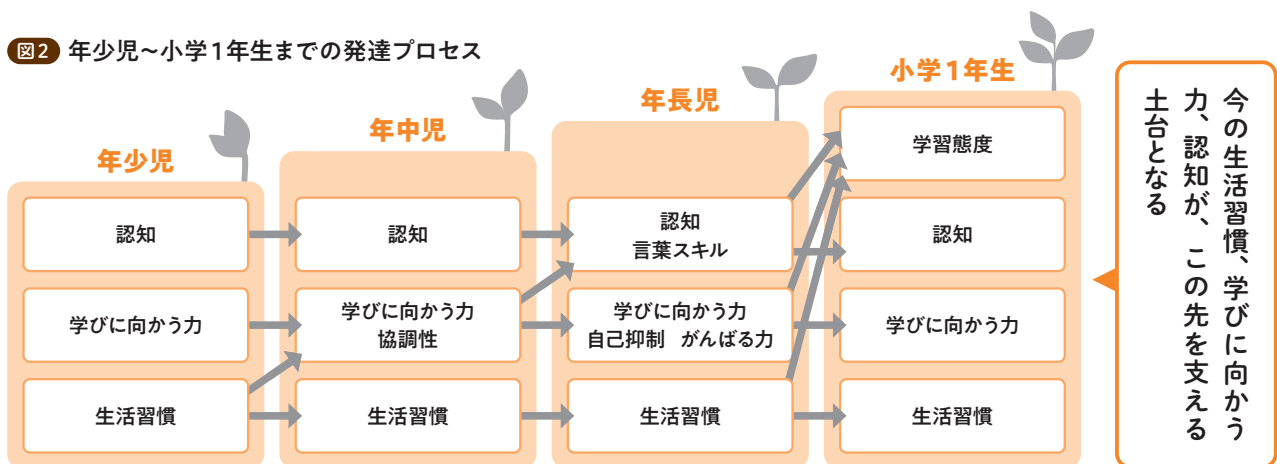 図2 年少児～小学1年生までの発達プロセス
年少児
認知
学びに向かう力
生活習慣
年中児
認知
学びに向かう力
協調性
生活習慣
年長児
認知
言葉スキル
学びに向かう力
自己抑制 がんばる力
生活習慣
小学1年生
学習態度
認知
学びに向かう力
生活習慣
今の生活習慣、学びに向かう
力、認知が、この先を支える
土台となる